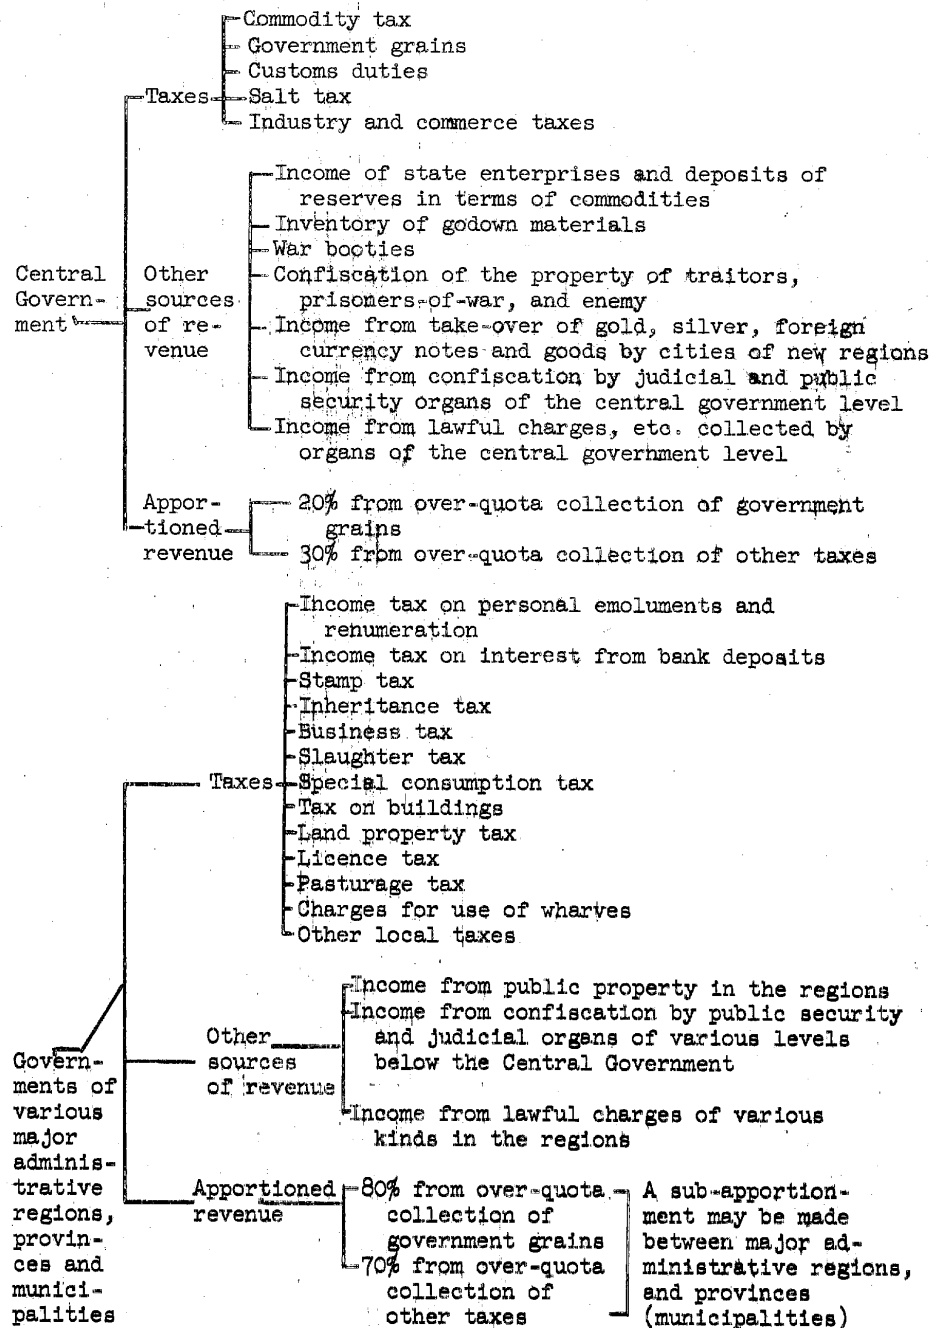 Commodity tax
Government grains
Customs duties
Taxes
Salt tax
Industry and commerce taxes
Income of state enterprises and deposits of
reserves in terms of commodities
Inventory of godown materials
War booties
Central
Govern-
ment
Other
sources
of re-
venue
Confiscation of the property of traitors,
prisoners-of-war, and enemy
Income from take-over of gold, silver, foreign
currency notes and goods by cities of new regions
Income from confiscation by judicial and public
security organs of the central government level
Income from lawful charges, etc. collected by
organs of the central government level
Appor-
tioned
revenue
20% from over-quota collection of government
grains
30% from over-quota collection of other taxes
Income tax on personal emoluments and
renumeration
Income tax on interest from bank deposits
Stamp tax
Inheritance tax
Business tax
Slaughter tax
Taxes
Special consumption tax
Tax on buildings
Land property tax
Licence tax
Pasturage tax
Charges for use of wharves
Other local taxes
Govern-
ments of
various
major
adminis-
trative
regions,
provin-
ces and
munici-
palities
Other
sources
of revenue
Income from public property in the regions
Income from confiscation by public security
and judicial organs of various levels
below the Central Government
Income from lawful charges of various
kinds in the regions
Apportioned
revenue
80% from over-quota
collection of
government grains
70% from over-quota
collection of
other taxes
A sub-apportion-
ment may be made
between major ad-
ministrative regions,
and provinces
(municipalities)